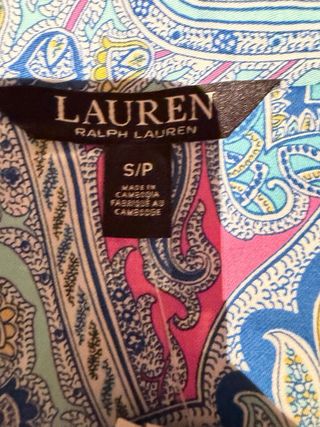 LAUREN
RALPH LAUREN
S/P
MADE IN
CAMBODIA
FABRIQUÉ AU
CAMBODGE